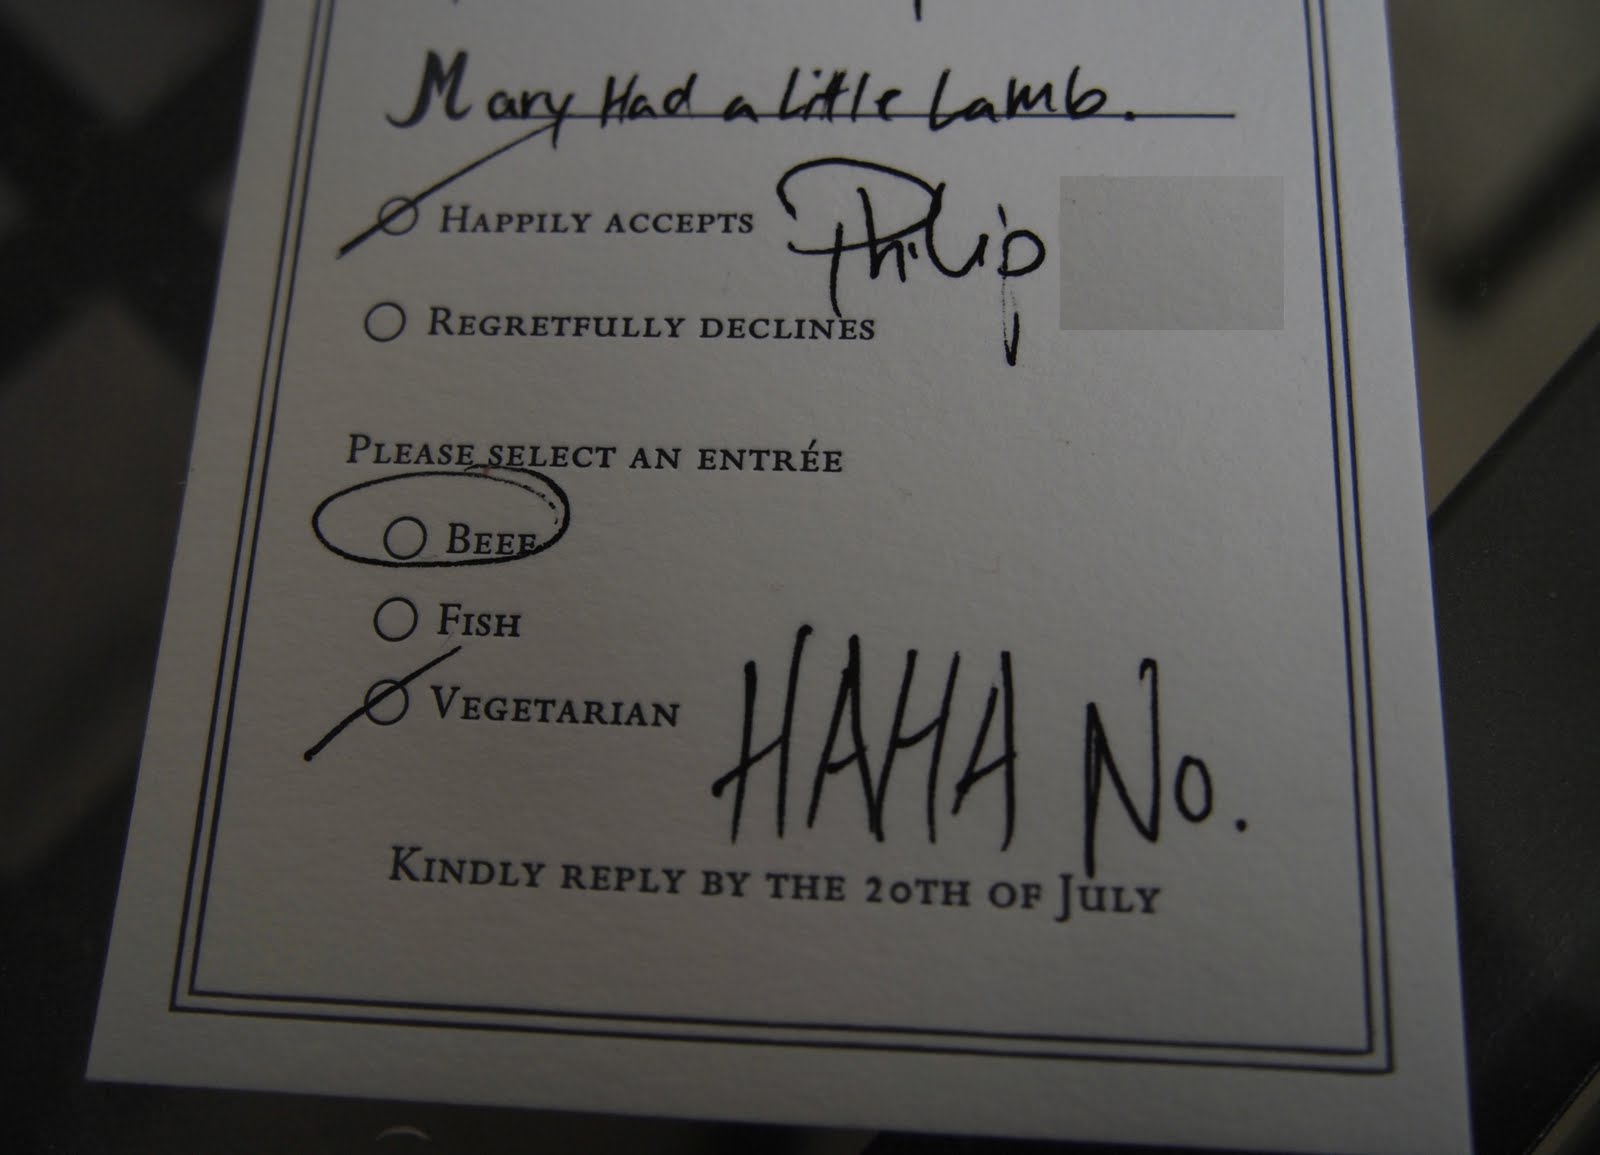 Mary Had a little Lamb.
Happily accepts Philip
Regretfully declines
Please select an entrée
Beef
Fish
Vegetarian HAHA No.
Kindly reply by the 20th of July